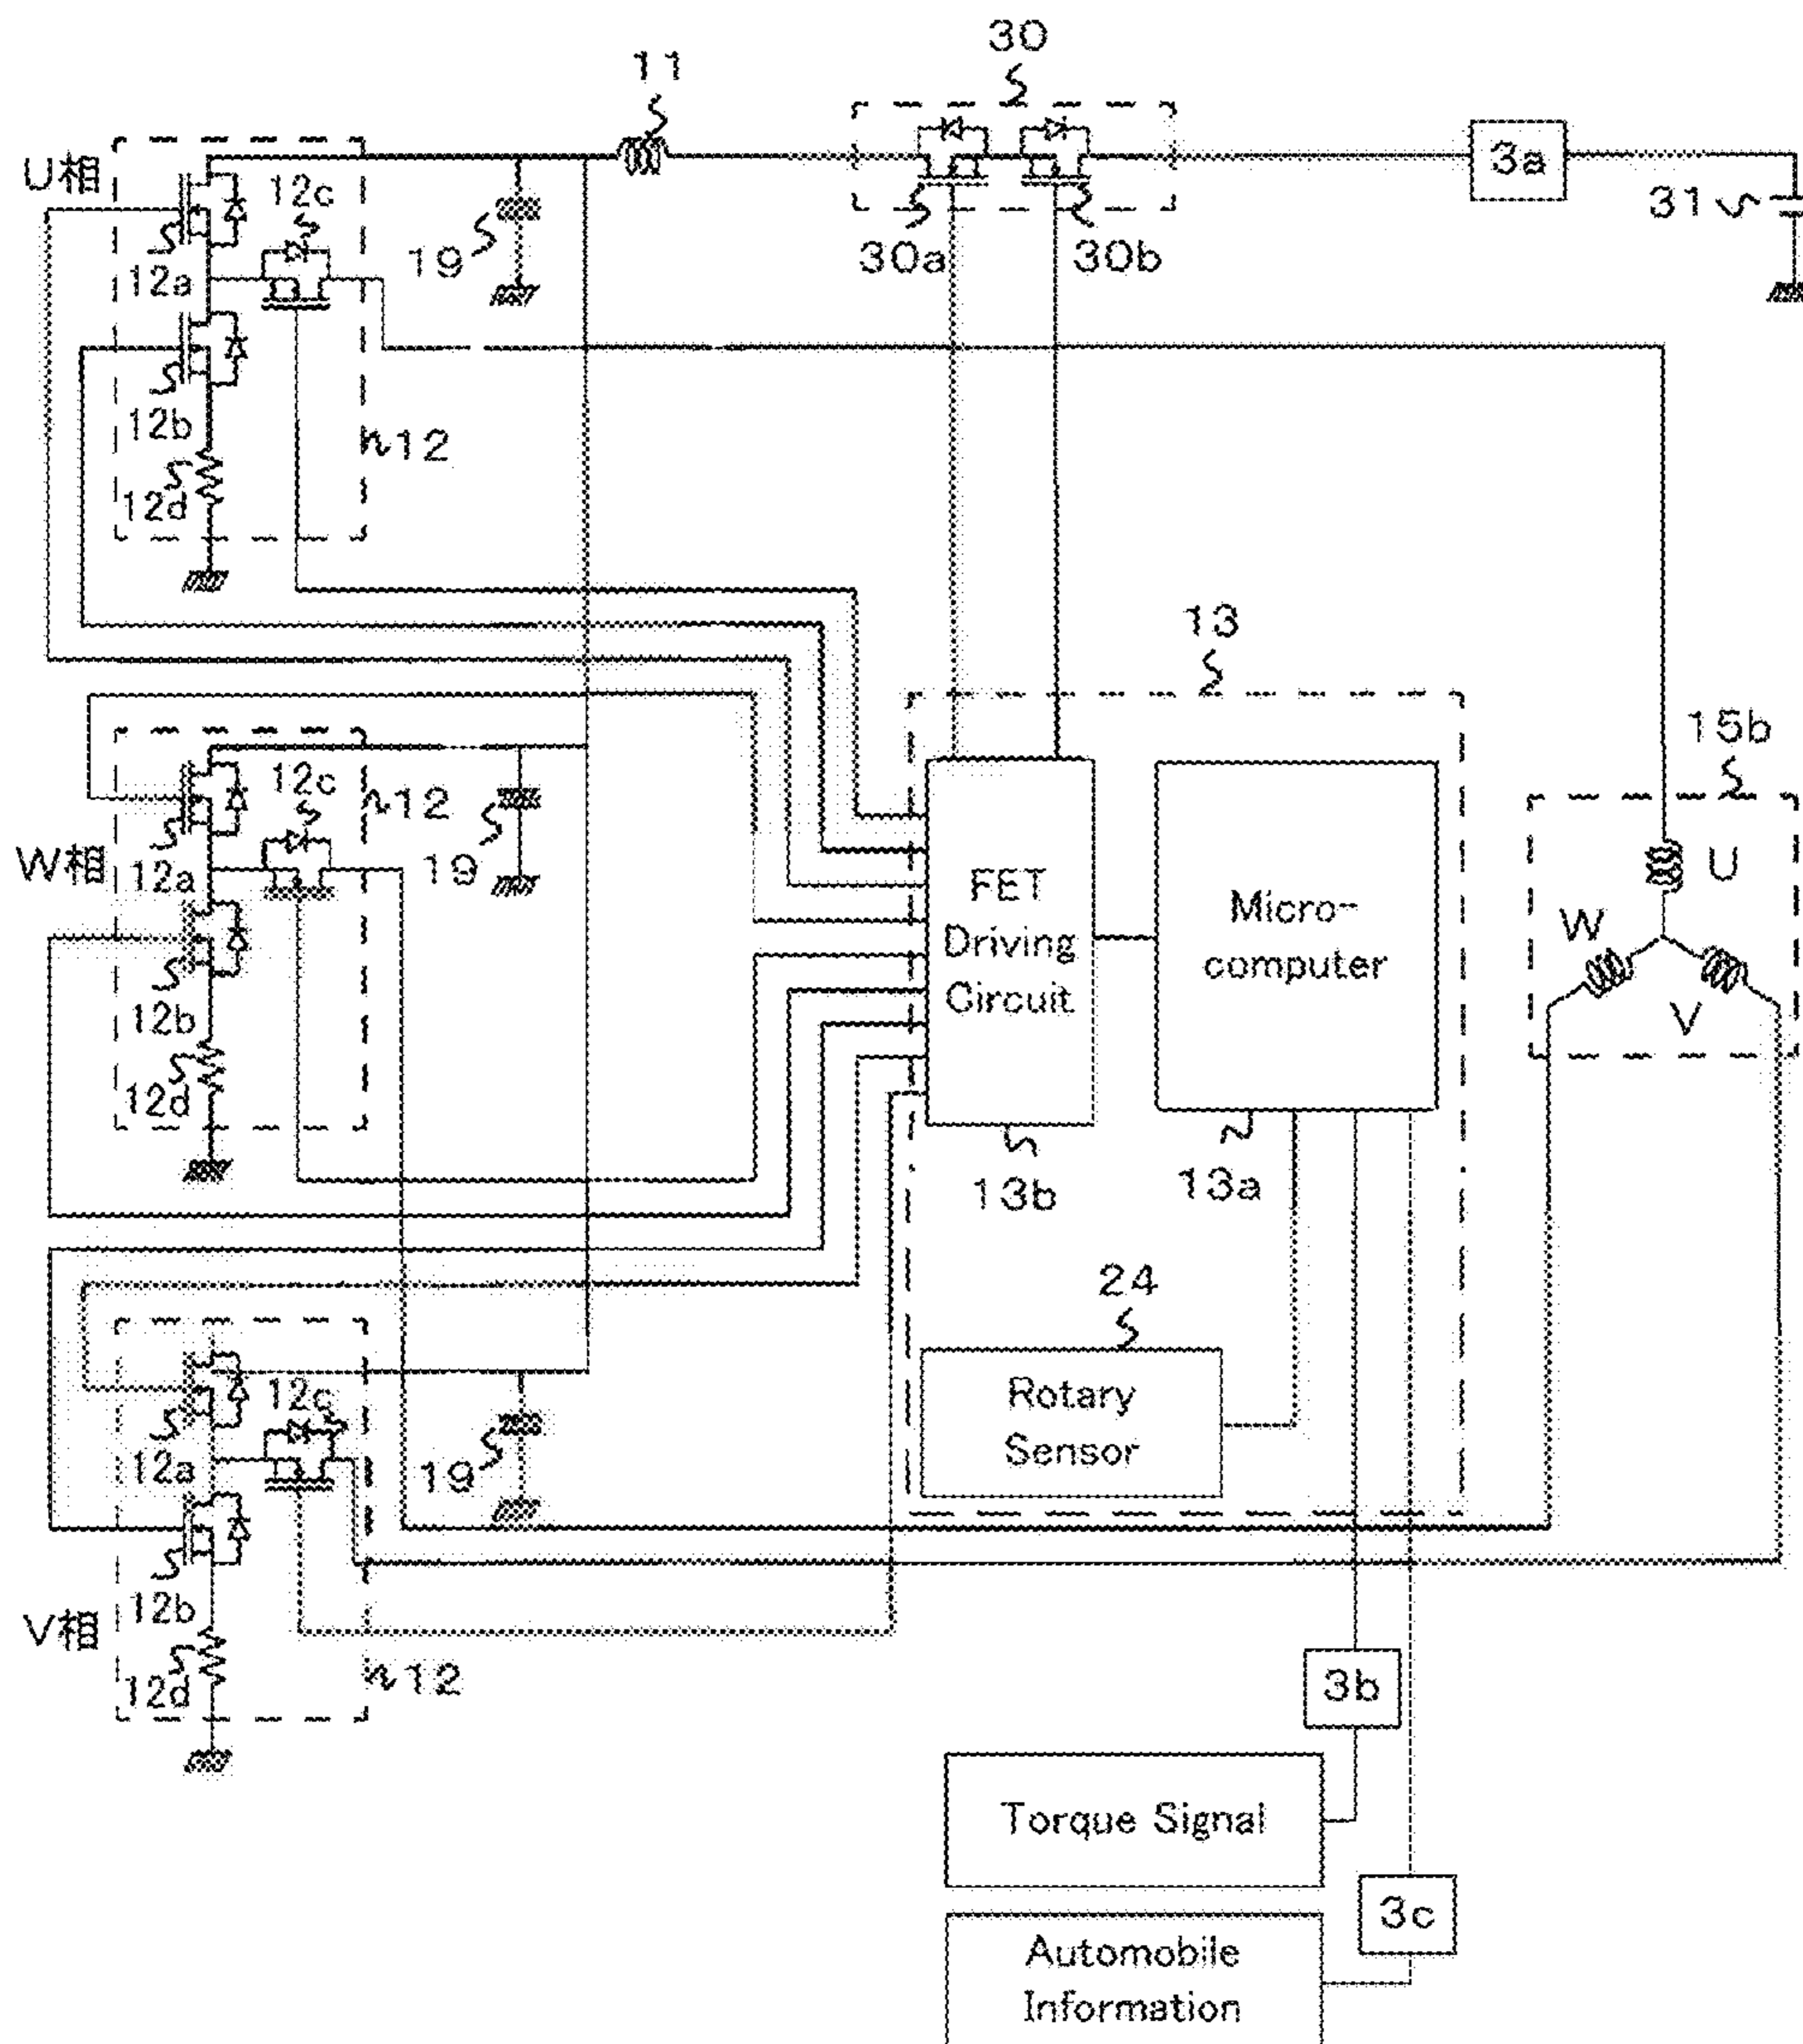 30
11
U相
12c
3a
31
19
12a
30a
30b
12b
12
12d
13
15b
12c
12
W相
12a
19
FET
Driving
Circuit
Micro-
computer
U
W
V
12b
12d
13b
13a
24
12c
Rotary
Sensor
12a
19
12b
V相
12d
12
3b
Torque Signal
3c
Automobile
Information